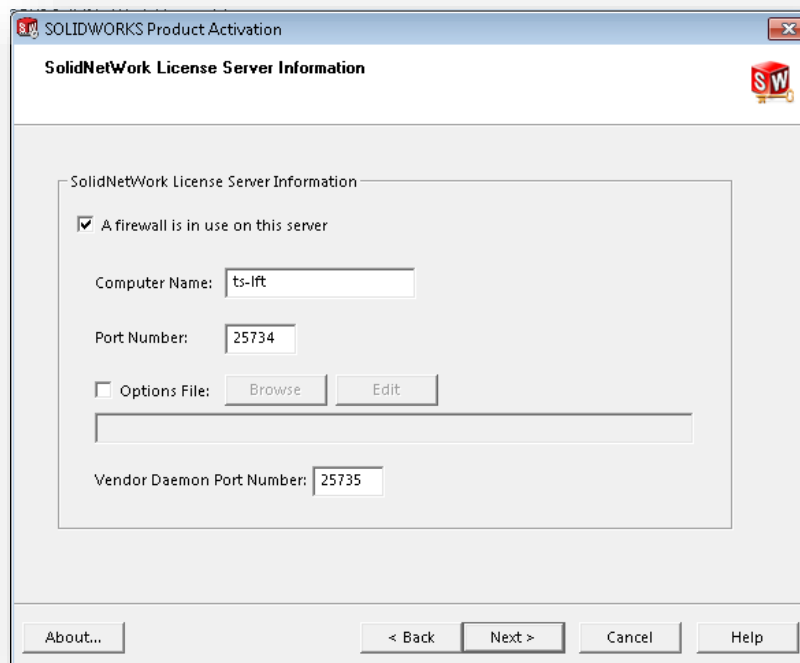 SOLIDWORKS Product Activation
SolidNetWork License Server Information
SW
SolidNetWork License Server Information
A firewall is in use on this server
Computer Name: ts-lft
Port Number: 25734
Options File: Browse Edit
Vendor Daemon Port Number: 25735
About... < Back Next > Cancel Help